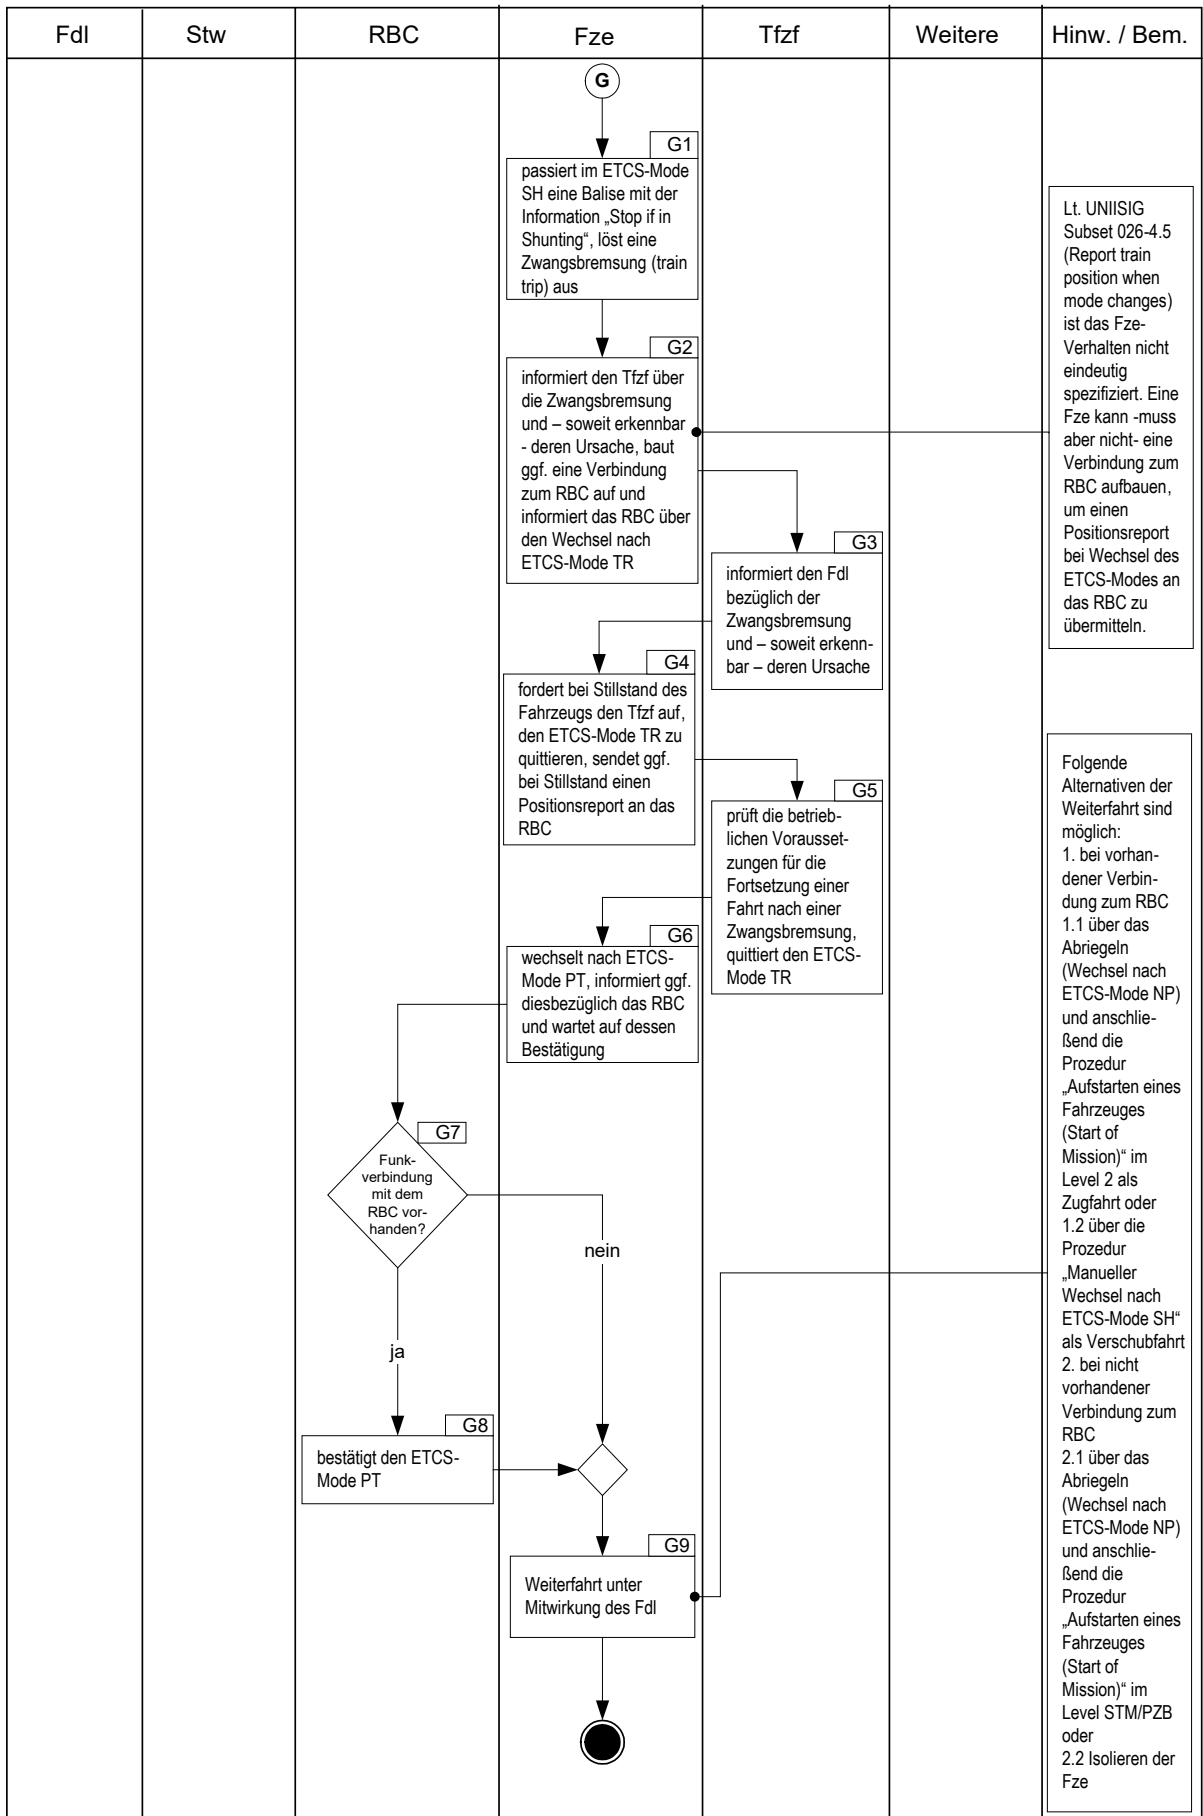 Fdl
Stw
RBC
Fze
Tfzf
Weitere
Hinw. / Bem.
G
G1
passiert im ETCS-Mode
SH eine Balise mit der
Information „Stop if in
Shunting“, löst eine
Zwangsbremsung (train
trip) aus
G2
informiert den Tfzf über
die Zwangsbremsung
und – soweit erkennbar
- deren Ursache, baut
ggf. eine Verbindung
zum RBC auf und
informiert das RBC über
den Wechsel nach
ETCS-Mode TR
Lt. UNIISIG
Subset 026-4.5
(Report train
position when
mode changes)
ist das Fze-
Verhalten nicht
eindeutig
spezifiziert. Eine
Fze kann -muss
aber nicht- eine
Verbindung zum
RBC aufbauen,
um einen
Positionsreport
bei Wechsel des
ETCS-Modes an
das RBC zu
übermitteln.
G3
informiert den Fdl
bezüglich der
Zwangsbremsung
und – soweit erkenn-
bar – deren Ursache
G4
fordert bei Stillstand des
Fahrzeugs den Tfzf auf,
den ETCS-Mode TR zu
quittieren, sendet ggf.
bei Stillstand einen
Positionsreport an das
RBC
G5
prüft die betrieb-
lichen Vorausset-
zungen für die
Fortsetzung einer
Fahrt nach einer
Zwangsbremsung,
quittiert den ETCS-
Mode TR
G6
wechselt nach ETCS-
Mode PT, informiert ggf.
diesbezüglich das RBC
und wartet auf dessen
Bestätigung
G7
Funk-
verbindung
mit dem
RBC vor-
handen?
nein
ja
G8
bestätigt den ETCS-
Mode PT
G9
Weiterfahrt unter
Mitwirkung des Fdl
Folgende
Alternativen der
Weiterfahrt sind
möglich:
1. bei vorhan-
dener Verbin-
dung zum RBC
1.1 über das
Abriegeln
(Wechsel nach
ETCS-Mode NP)
und anschlie-
ßend die
Prozedur
„Aufstarten eines
Fahrzeuges
(Start of
Mission)“ im
Level 2 als
Zugfahrt oder
1.2 über die
Prozedur
„Manueller
Wechsel nach
ETCS-Mode SH“
als Verschubfahrt
2. bei nicht
vorhandener
Verbindung zum
RBC
2.1 über das
Abriegeln
(Wechsel nach
ETCS-Mode NP)
und anschlie-
ßend die
Prozedur
„Aufstarten eines
Fahrzeuges
(Start of
Mission)“ im
Level STM/PZB
oder
2.2 Isolieren der
Fze